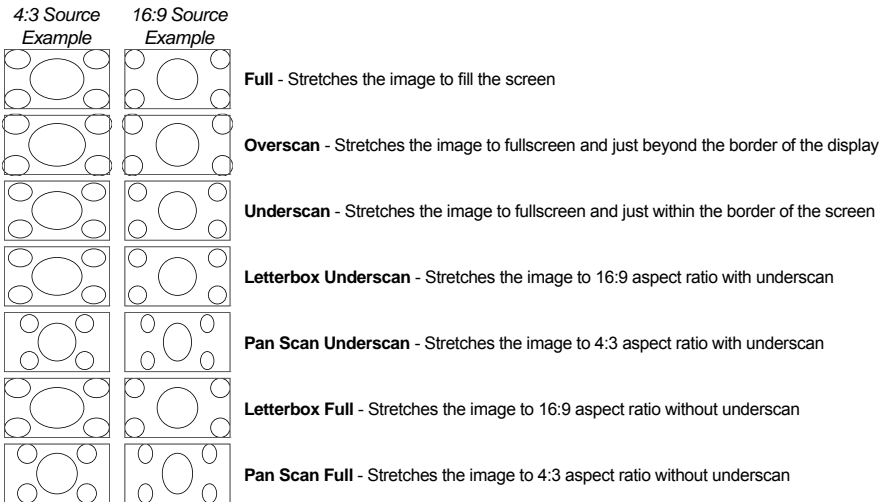 4:3 Source 16:9 Source
Example Example
Full - Stretches the image to fill the screen
Overscan - Stretches the image to fullscreen and just beyond the border of the display
Underscan - Stretches the image to fullscreen and just within the border of the screen
Letterbox Underscan - Stretches the image to 16:9 aspect ratio with underscan
Pan Scan Underscan - Stretches the image to 4:3 aspect ratio with underscan
Letterbox Full - Stretches the image to 16:9 aspect ratio without underscan
Pan Scan Full - Stretches the image to 4:3 aspect ratio without underscan